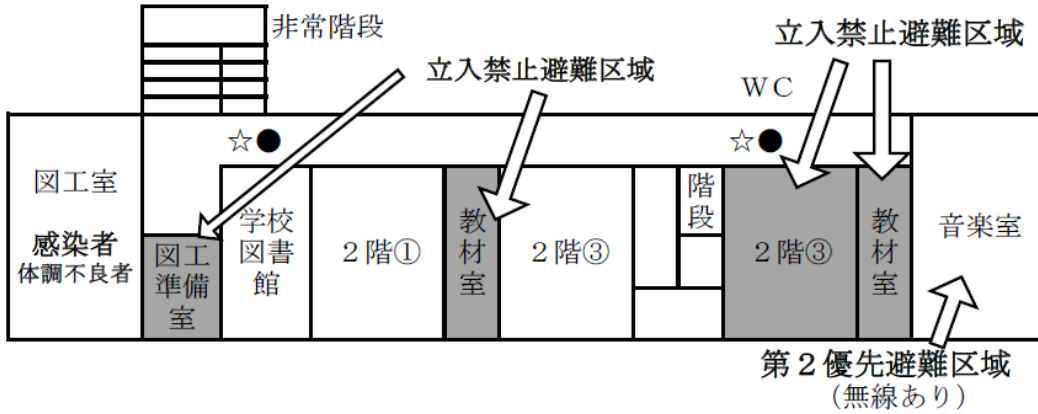 非常階段
立入禁止避難区域
立入禁止避難区域
WC
☆●
☆●
図工室
感染者
体調不良者
図工
準備
室
学校
図書
館
2階①
教
材
室
2階③
階
段
2階③
教
材
室
音楽室
第2優先避難区域
(無線あり)